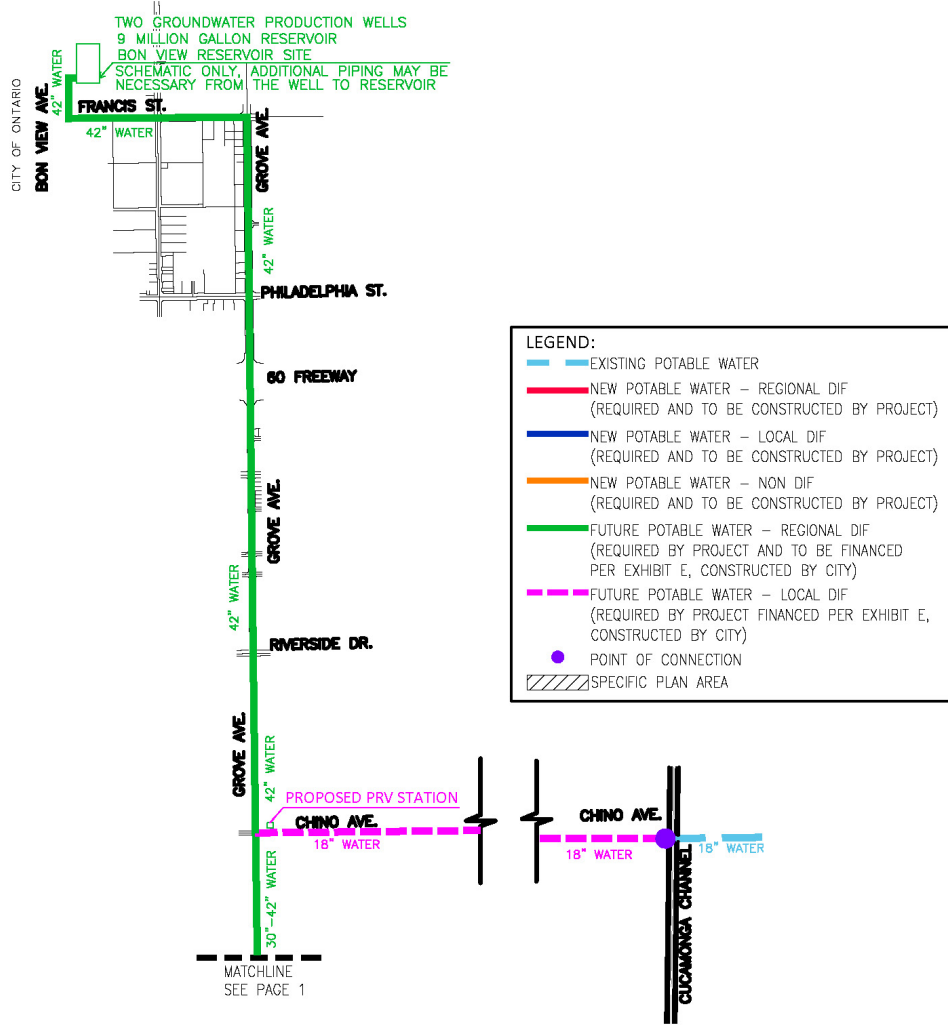 TWO GROUNDWATER PRODUCTION WELLS
9 MILLION GALLON RESERVOIR
BON VIEW RESERVOIR SITE
SCHEMATIC ONLY, ADDITIONAL PIPING MAY BE
NECESSARY FROM THE WELL TO RESERVOIR
CITY OF ONTARIO
BON VIEW AVE.
42" WATER
FRANCIS ST.
42" WATER
GROVE AVE.
42" WATER
PHILADELPHIA ST.
60 FREEWAY
GROVE AVE.
42" WATER
RIVERSIDE DR.
GROVE AVE.
42" WATER
PROPOSED PRV STATION
CHINO AVE.
18" WATER
30"-42" WATER
MATCHLINE
SEE PAGE 1
CHINO AVE.
18" WATER
18" WATER
CUCAMONGA CHANNEL
LEGEND:
EXISTING POTABLE WATER
NEW POTABLE WATER - REGIONAL DIF
(REQUIRED AND TO BE CONSTRUCTED BY PROJECT)
NEW POTABLE WATER - LOCAL DIF
(REQUIRED AND TO BE CONSTRUCTED BY PROJECT)
NEW POTABLE WATER - NON DIF
(REQUIRED AND TO BE CONSTRUCTED BY PROJECT)
FUTURE POTABLE WATER - REGIONAL DIF
(REQUIRED BY PROJECT AND TO BE FINANCED
PER EXHIBIT E, CONSTRUCTED BY CITY)
FUTURE POTABLE WATER - LOCAL DIF
(REQUIRED BY PROJECT FINANCED PER EXHIBIT E,
CONSTRUCTED BY CITY)
POINT OF CONNECTION
SPECIFIC PLAN AREA